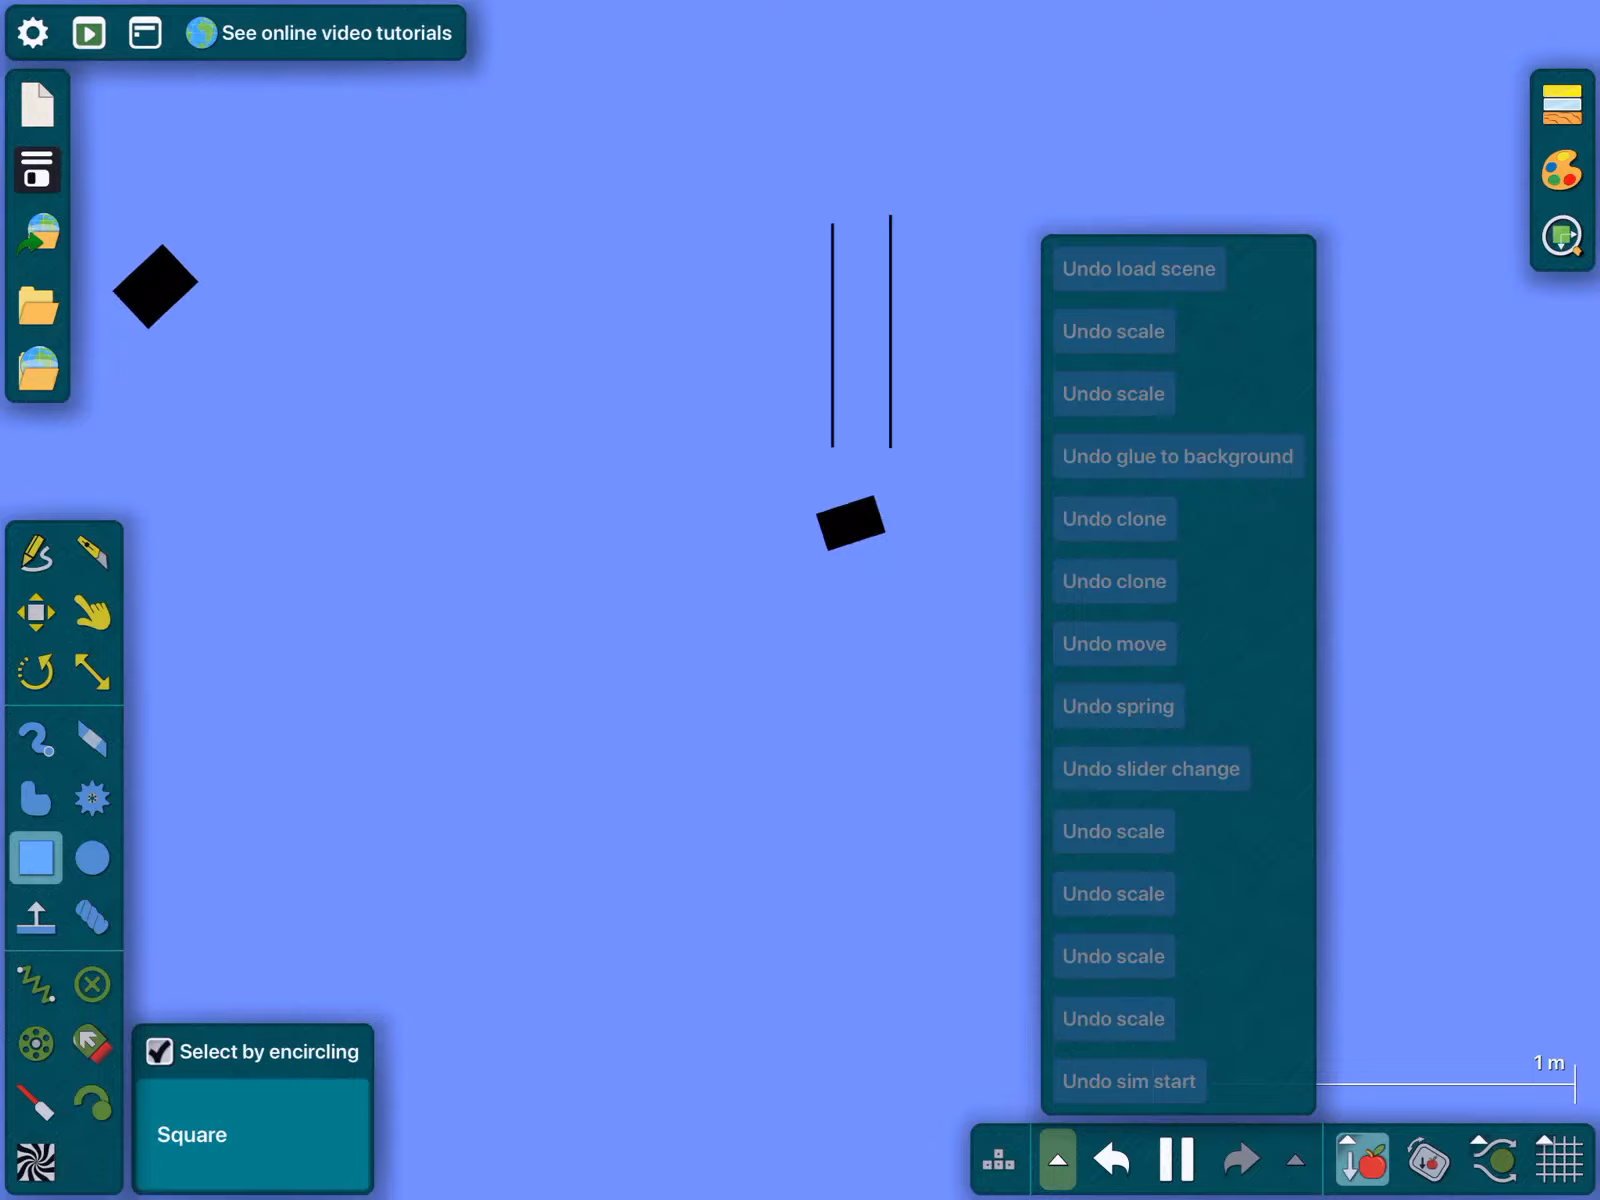 See online video tutorials
Undo load scene
Undo scale
Undo scale
Undo glue to background
Undo clone
Undo clone
Undo move
Undo spring
Undo slider change
Undo scale
Undo scale
Undo scale
Undo scale
Undo sim start
Select by encircling
Square
1 m